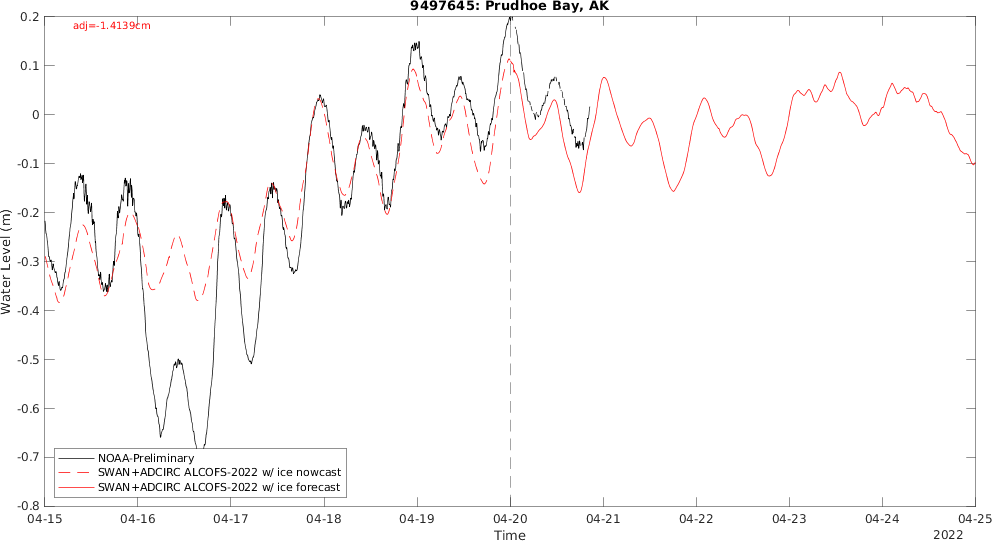 9497645: Prudhoe Bay, AK
adj=-1.4139cm
0.2
0.1
0
-0.1
-0.2
-0.3
-0.4
-0.5
-0.6
-0.7
-0.8
Water Level (m)
NOAA-Preliminary
SWAN+ADCIRC ALCOFS-2022 w/ ice nowcast
SWAN+ADCIRC ALCOFS-2022 w/ ice forecast
04-15 04-16 04-17 04-18 04-19 04-20 04-21 04-22 04-23 04-24 04-25
Time
2022